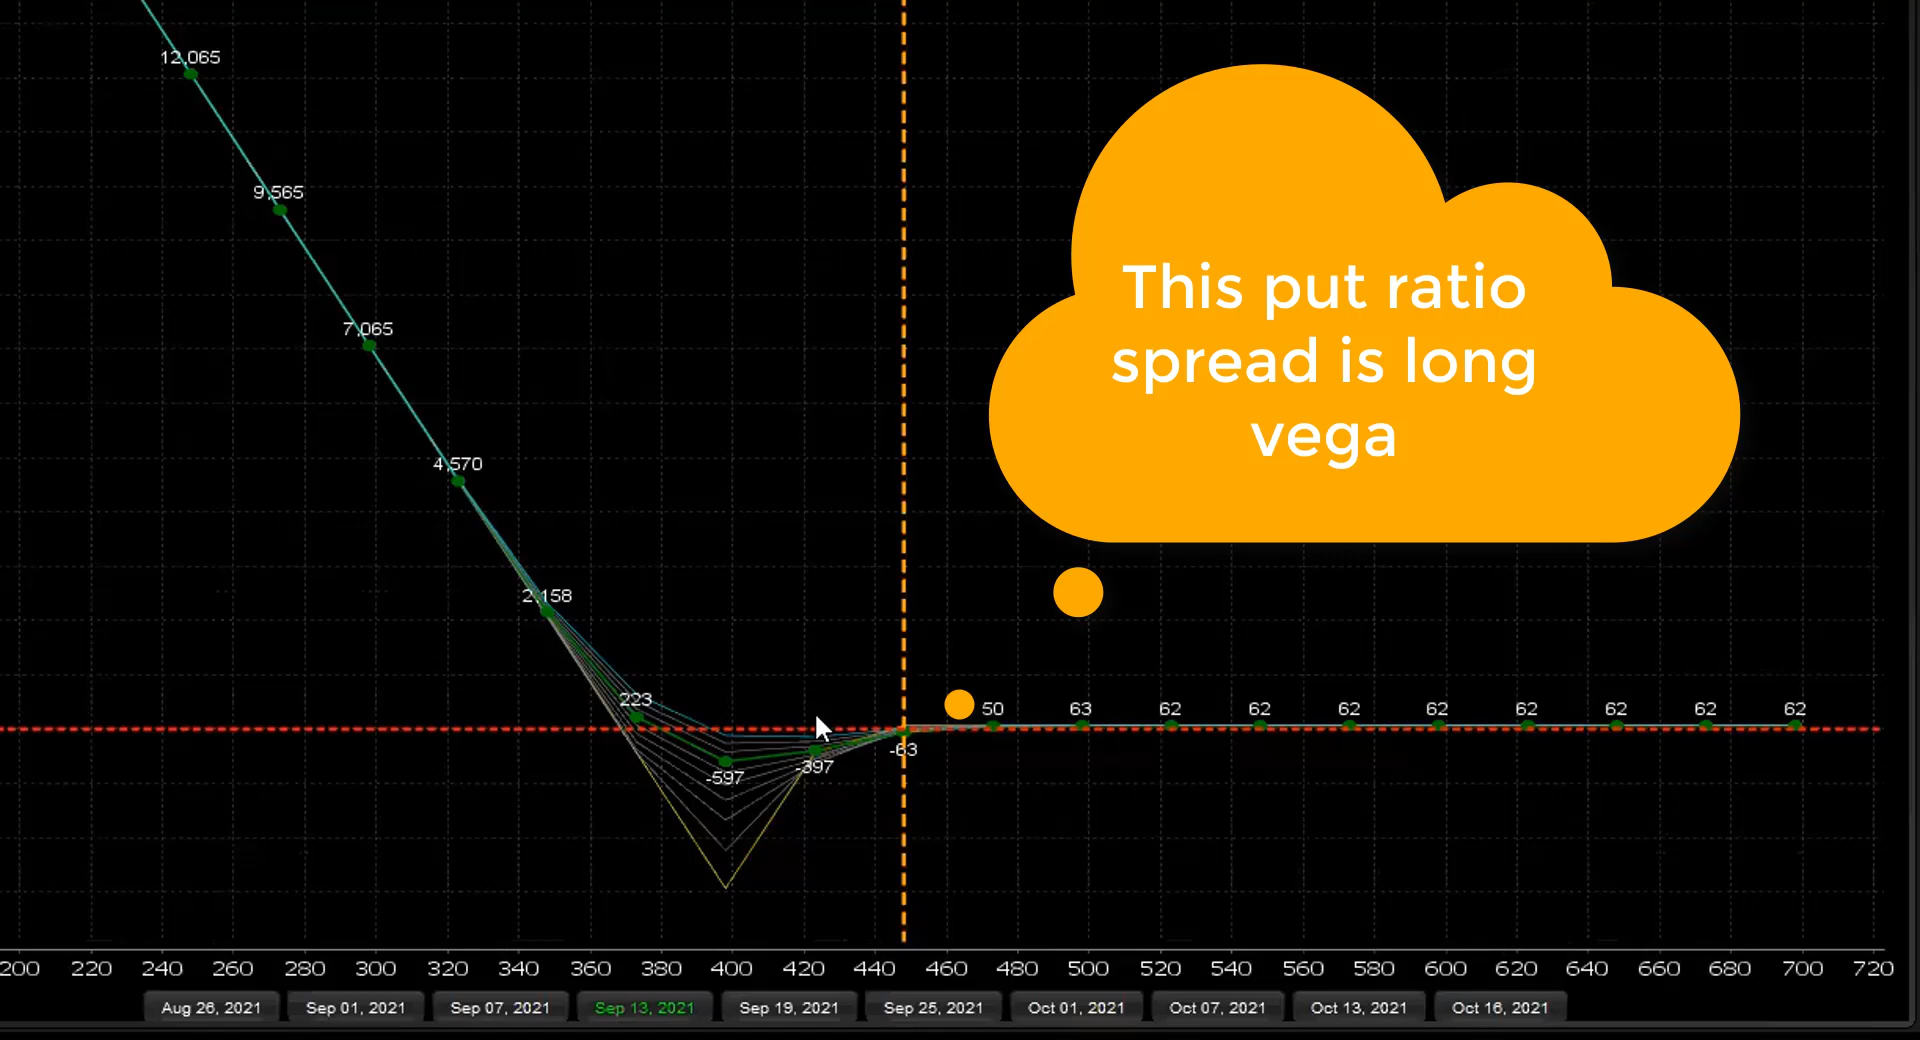 12,065
9,565
7,065
4,570
2,158
223
-597
-397
-63
50 63 62 62 62 62 62 62 62 62
This put ratio
spread is long
vega
200 220 240 260 280 300 320 340 360 380 400 420 440 460 480 500 520 540 560 580 600 620 640 660 680 700 720
Aug 26, 2021 Sep 01, 2021 Sep 07, 2021 Sep 13, 2021 Sep 19, 2021 Sep 25, 2021 Oct 01, 2021 Oct 07, 2021 Oct 13, 2021 Oct 16, 2021